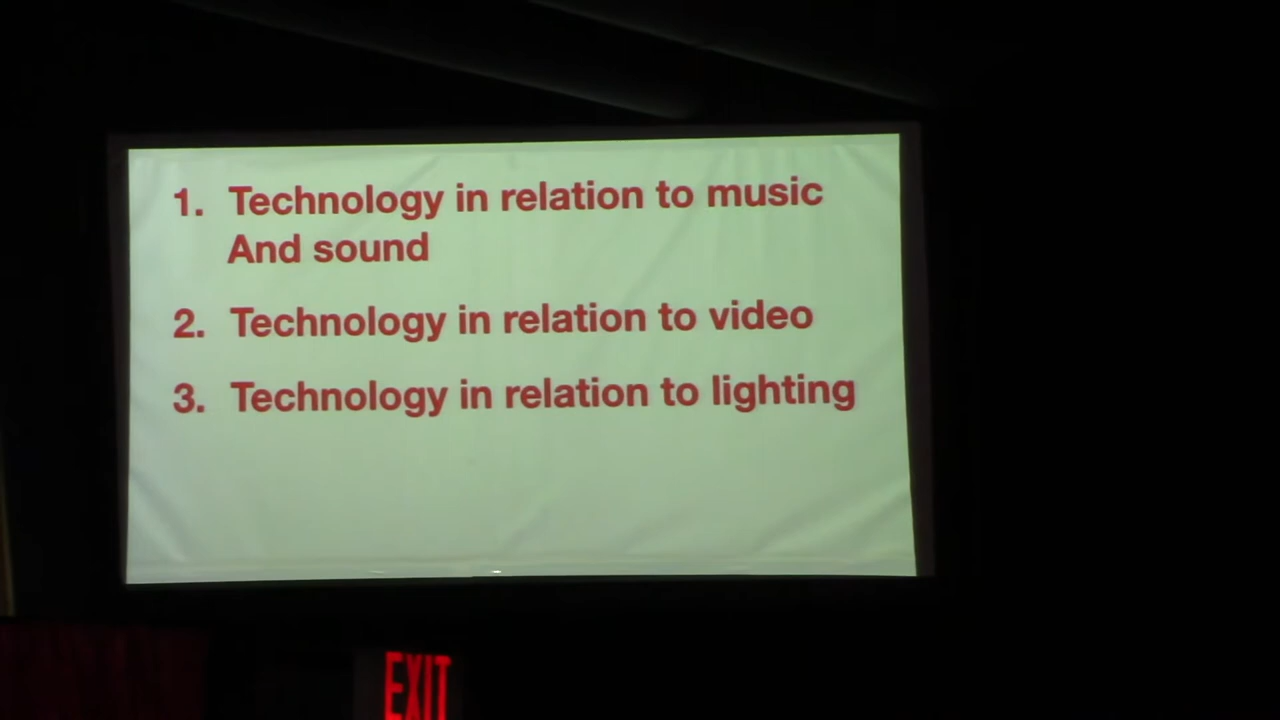 1. Technology in relation to music
And sound
2. Technology in relation to video
3. Technology in relation to lighting
EXIT